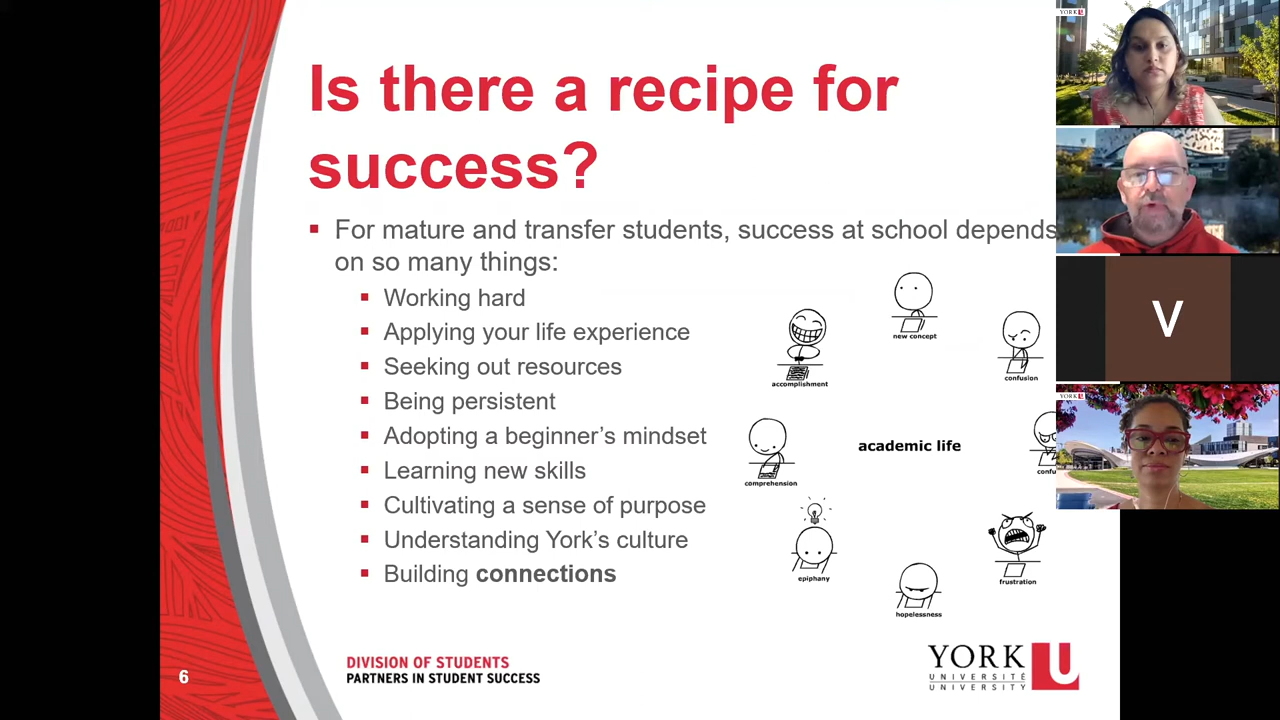 Is there a recipe for
success?
For mature and transfer students, success at school depends
on so many things:
Working hard
Applying your life experience
Seeking out resources
Being persistent
Adopting a beginner's mindset
Learning new skills
Cultivating a sense of purpose
Understanding York's culture
Building connections
new concept
accomplishment
confusion
academic life
confu
comprehension
epiphany
frustration
hopelessness
6
DIVISION OF STUDENTS
PARTNERS IN STUDENT SUCCESS
YORK U
UNIVERSITÉ
UNIVERSITY
YORK U
V
YORK U